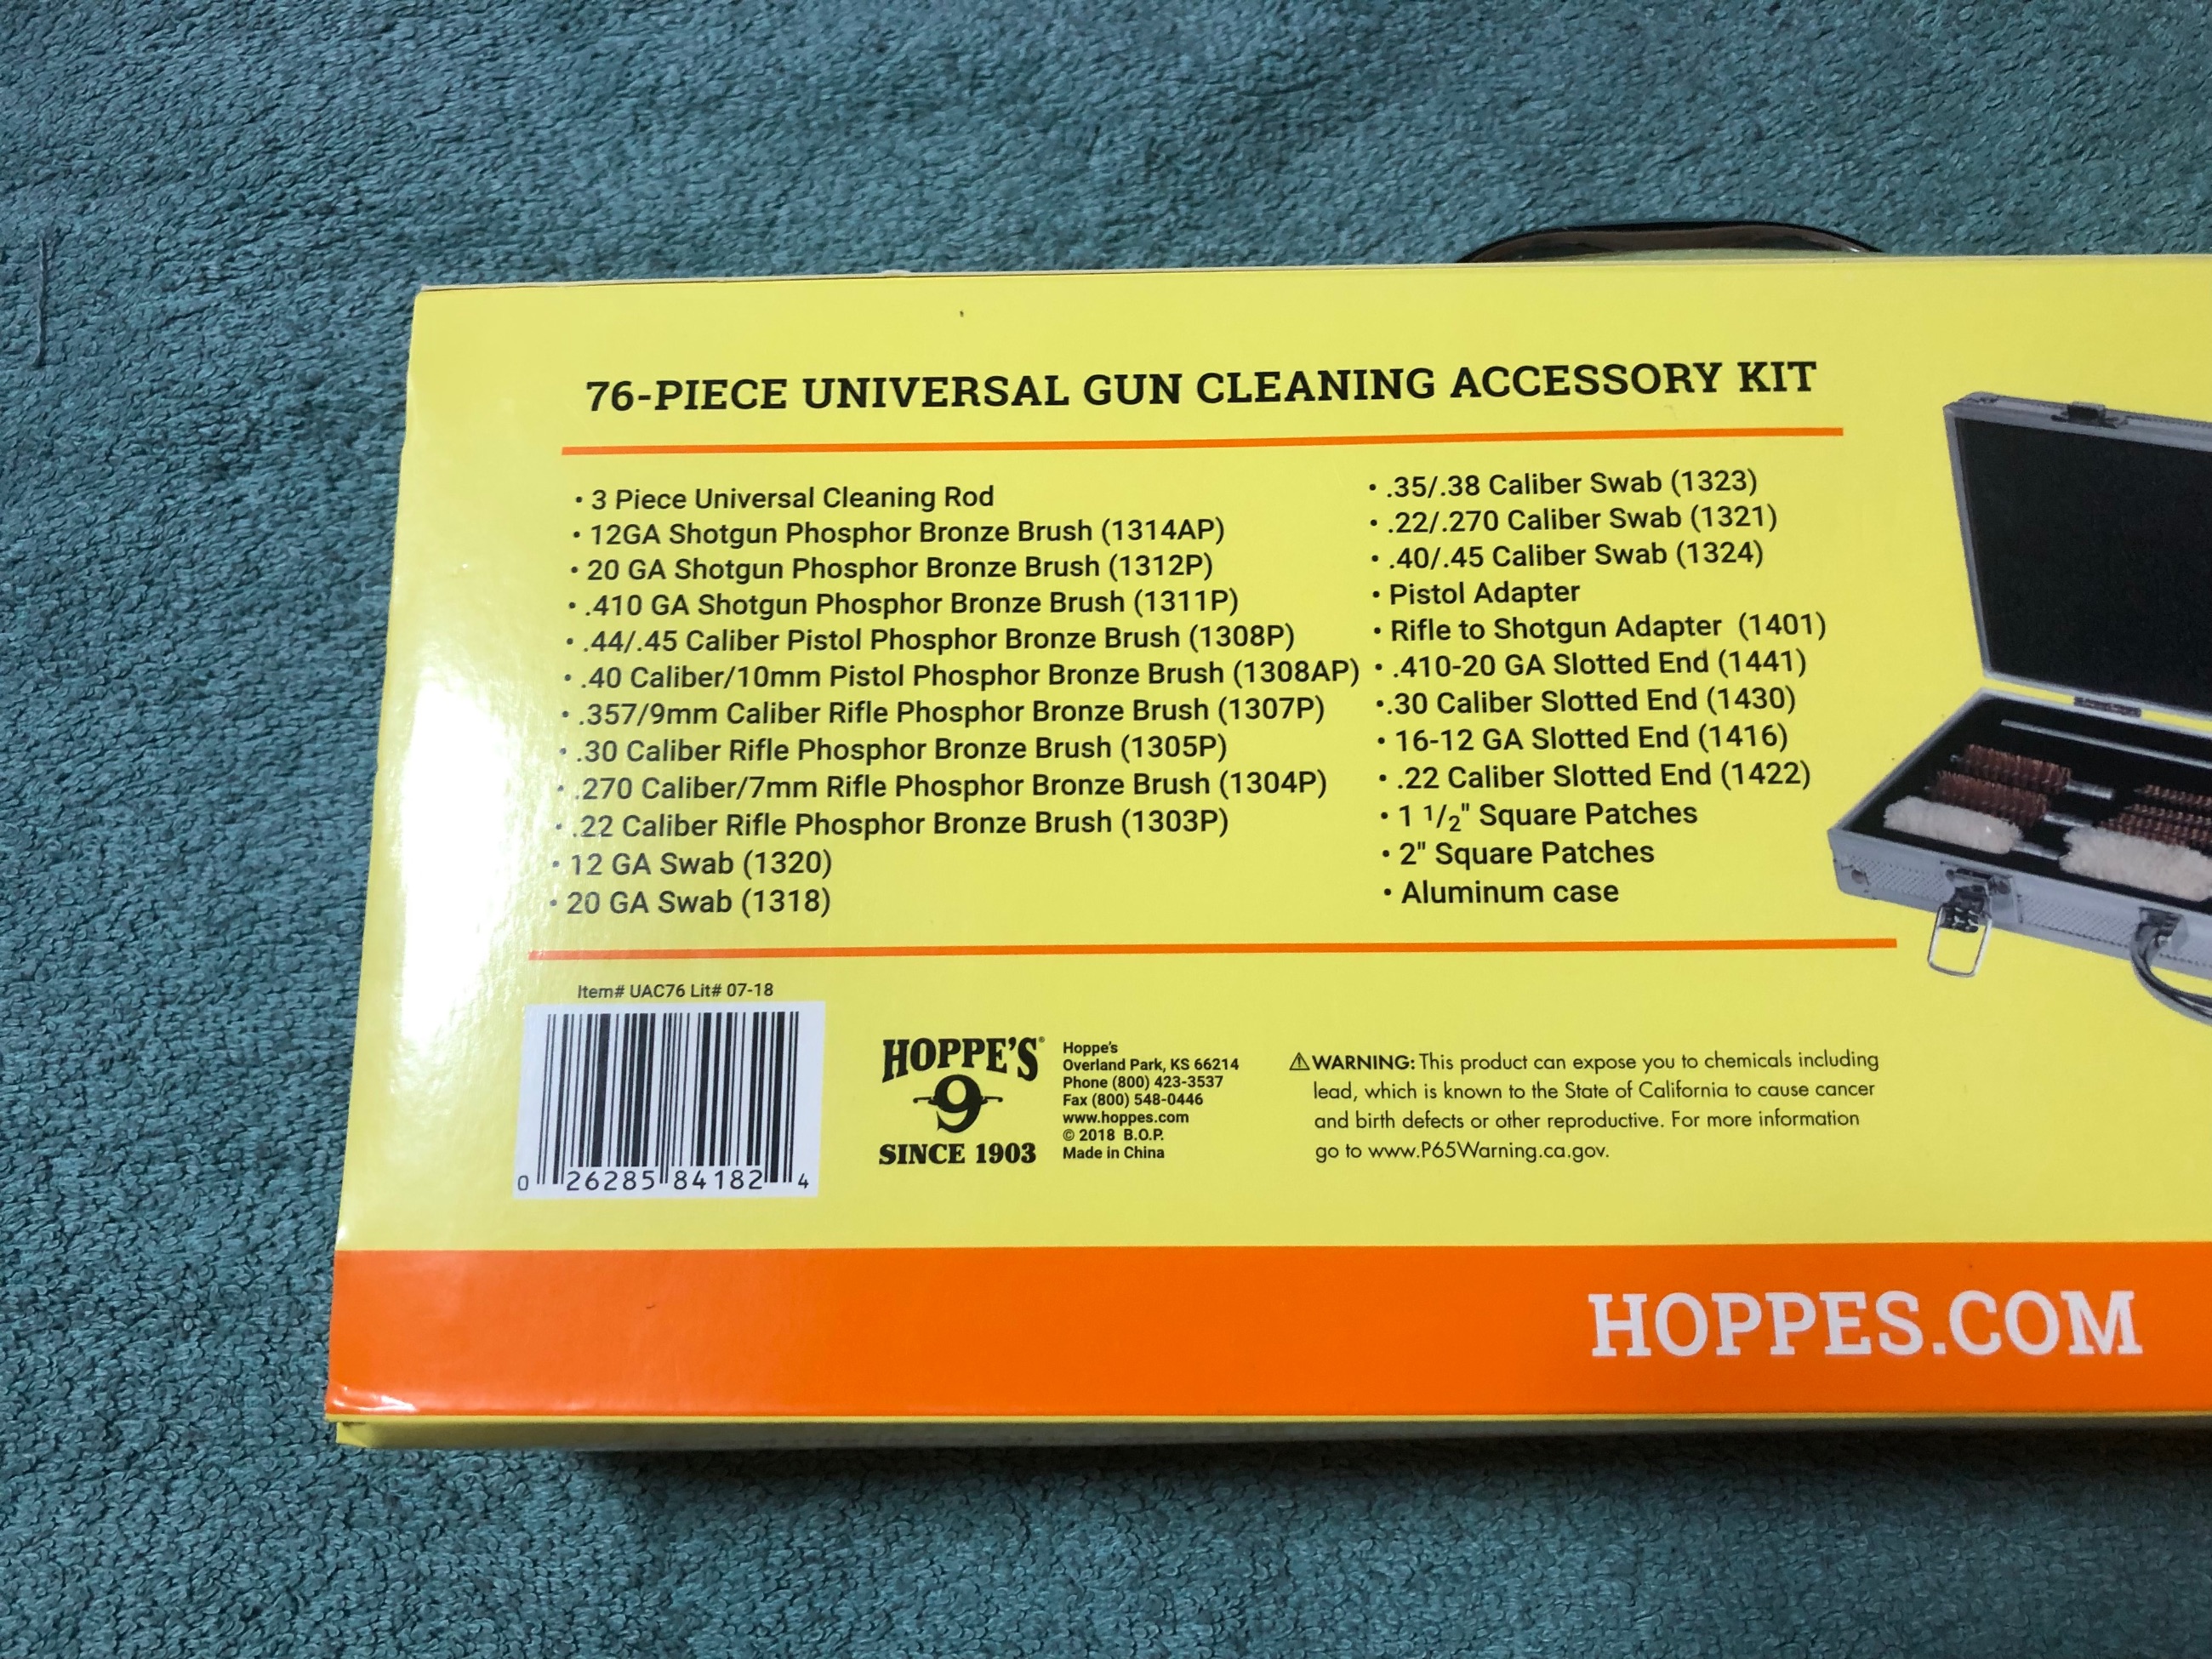 76-PIECE UNIVERSAL GUN CLEANING ACCESSORY KIT
• 3 Piece Universal Cleaning Rod
• 12GA Shotgun Phosphor Bronze Brush (1314AP)
• 20 GA Shotgun Phosphor Bronze Brush (1312P)
• .410 GA Shotgun Phosphor Bronze Brush (1311P)
• .44/.45 Caliber Pistol Phosphor Bronze Brush (1308P)
• .40 Caliber/10mm Pistol Phosphor Bronze Brush (1308AP)
• .357/9mm Caliber Rifle Phosphor Bronze Brush (1307P)
• .30 Caliber Rifle Phosphor Bronze Brush (1305P)
• .270 Caliber/7mm Rifle Phosphor Bronze Brush (1304P)
• .22 Caliber Rifle Phosphor Bronze Brush (1303P)
• 12 GA Swab (1320)
• 20 GA Swab (1318)
• .35/.38 Caliber Swab (1323)
• .22/.270 Caliber Swab (1321)
• .40/.45 Caliber Swab (1324)
• Pistol Adapter
• Rifle to Shotgun Adapter (1401)
• .410-20 GA Slotted End (1441)
•.30 Caliber Slotted End (1430)
• 16-12 GA Slotted End (1416)
• .22 Caliber Slotted End (1422)
• 1 1/2" Square Patches
• 2" Square Patches
• Aluminum case
Item# UAC76 Lit# 07-18
0 26285 84182 4
HOPPE'S®
9
SINCE 1903
Hoppe's
Overland Park, KS 66214
Phone (800) 423-3537
Fax (800) 548-0446
www.hoppes.com
© 2018 B.O.P.
Made in China
⚠WARNING: This product can expose you to chemicals including
lead, which is known to the State of California to cause cancer
and birth defects or other reproductive. For more information
go to www.P65Warning.ca.gov.
HOPPES.COM